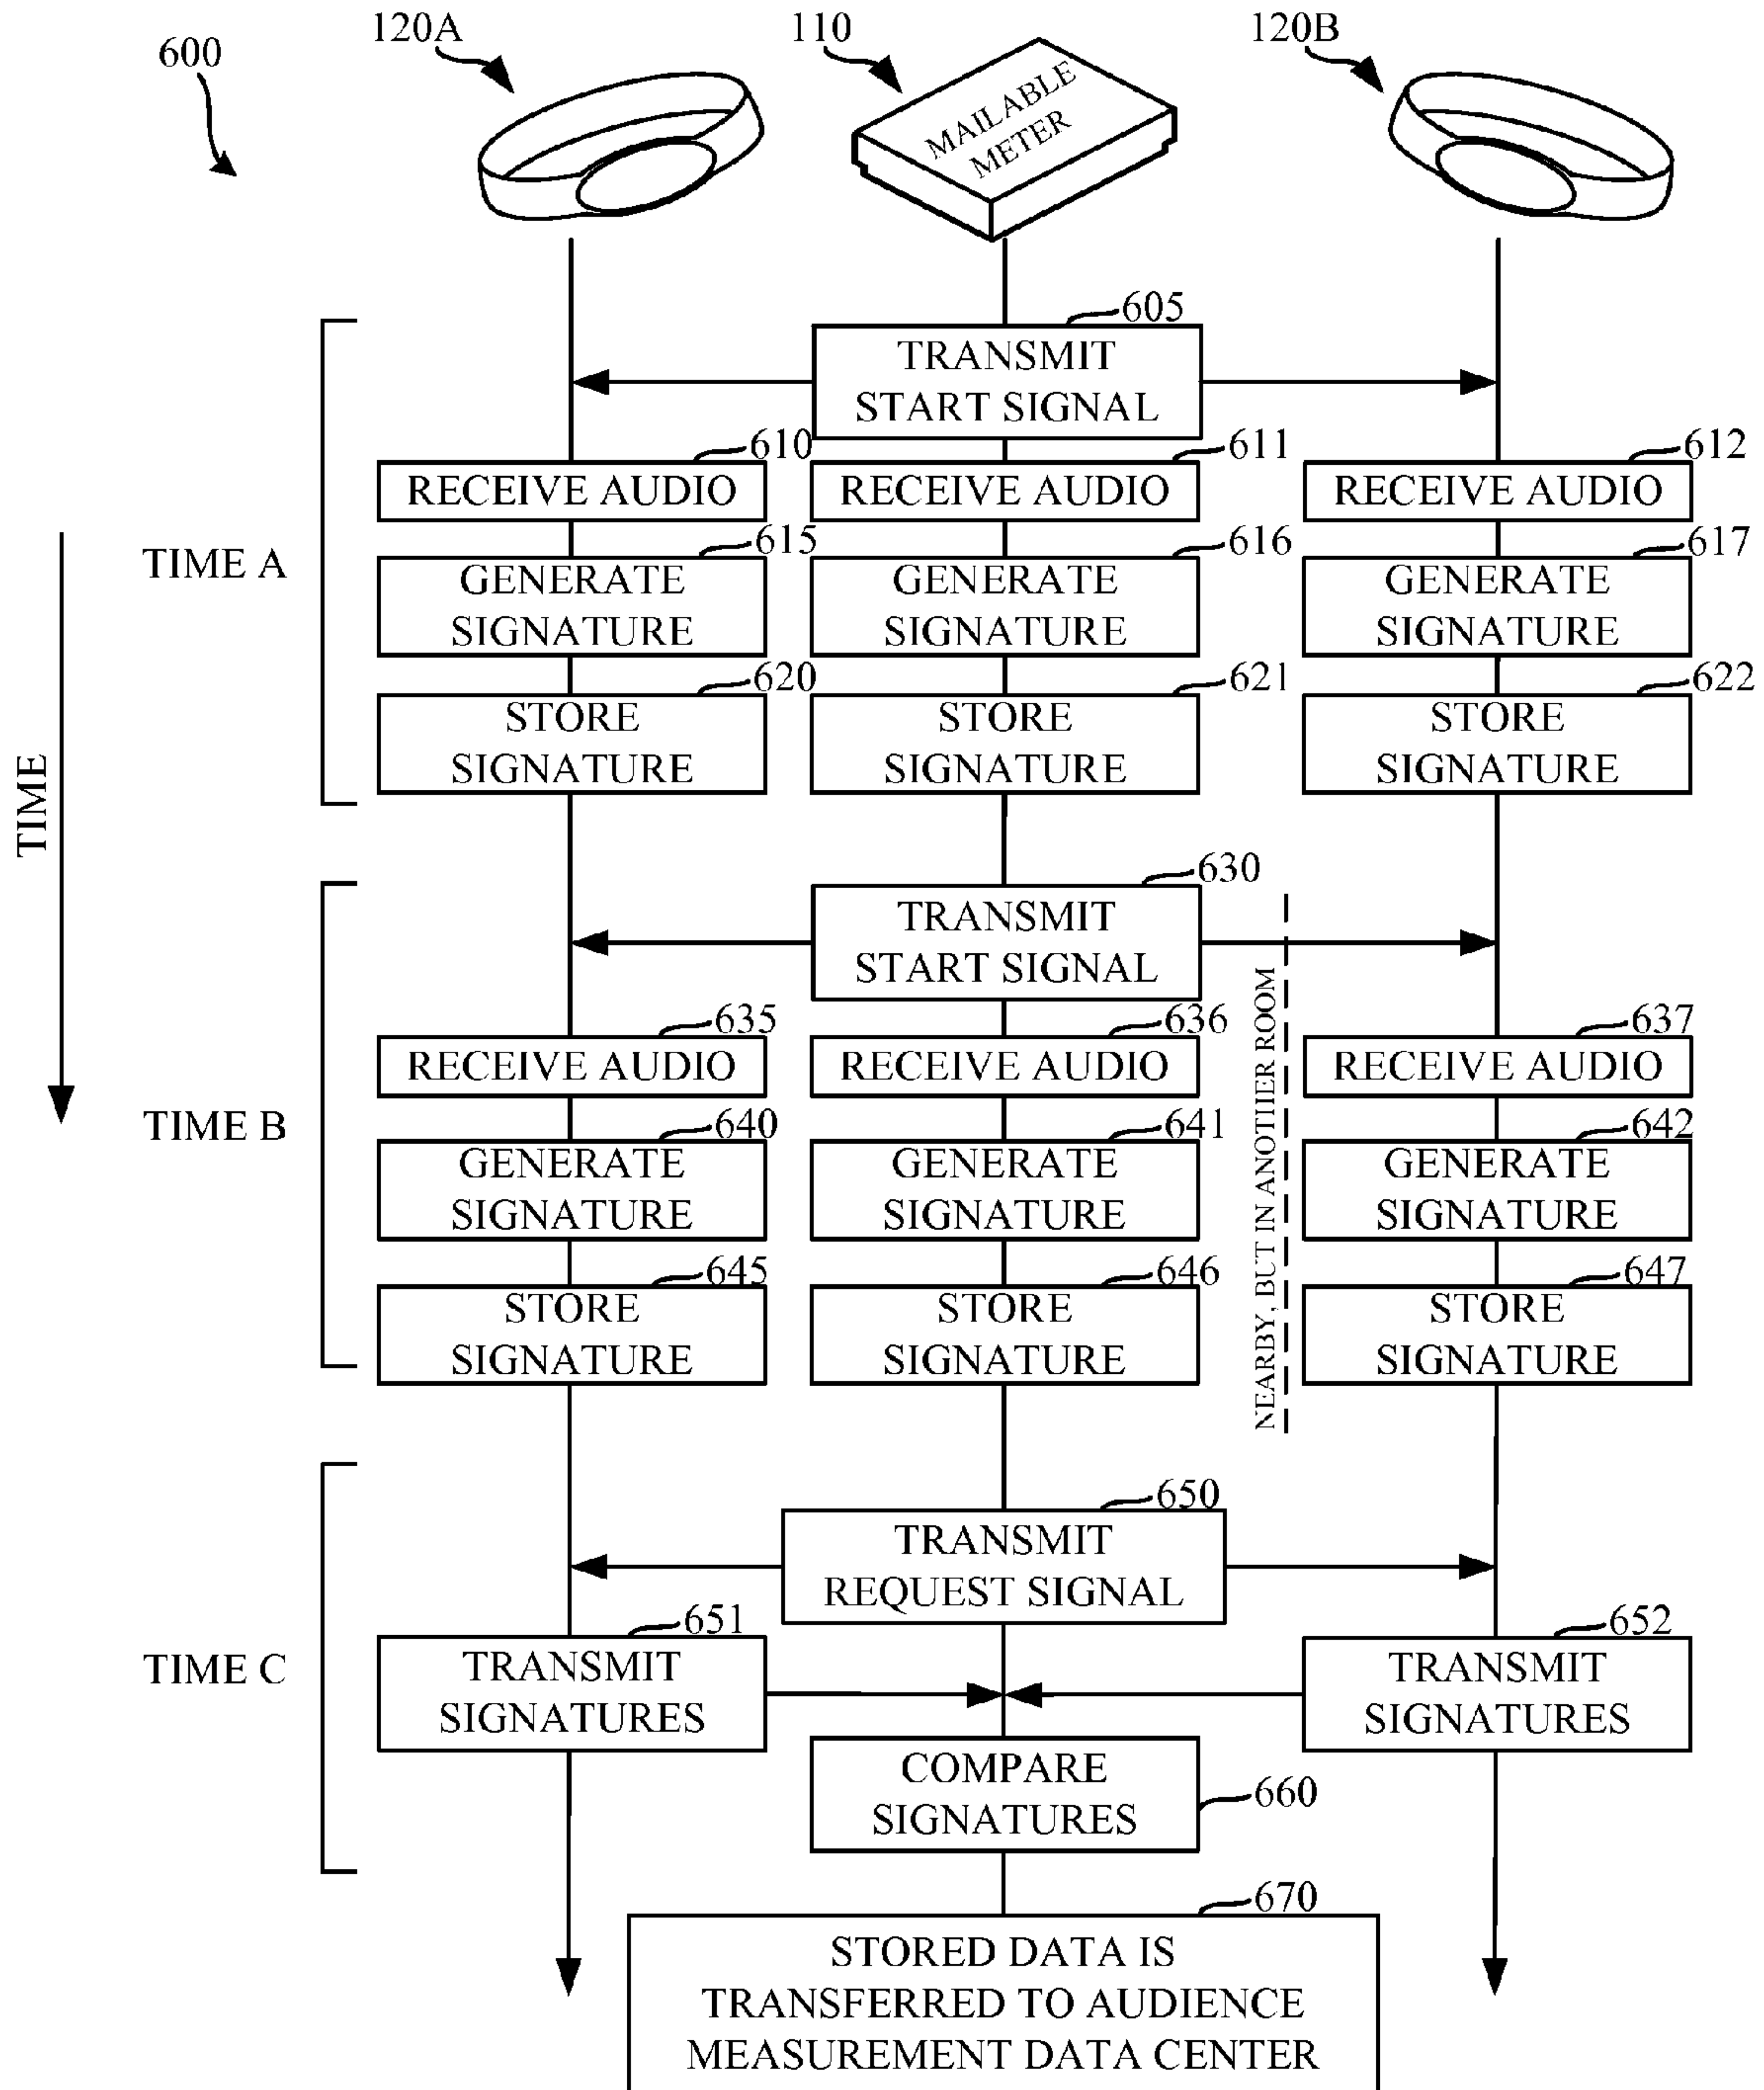 600
120A
110
120B
MAILABLE
METER
TIME
TIME A
605
TRANSMIT
START SIGNAL
610
RECEIVE AUDIO
611
RECEIVE AUDIO
612
RECEIVE AUDIO
615
GENERATE
SIGNATURE
616
GENERATE
SIGNATURE
617
GENERATE
SIGNATURE
620
STORE
SIGNATURE
621
STORE
SIGNATURE
622
STORE
SIGNATURE
TIME B
630
TRANSMIT
START SIGNAL
NEARBY, BUT IN ANOTHER ROOM
635
RECEIVE AUDIO
636
RECEIVE AUDIO
637
RECEIVE AUDIO
640
GENERATE
SIGNATURE
641
GENERATE
SIGNATURE
642
GENERATE
SIGNATURE
645
STORE
SIGNATURE
646
STORE
SIGNATURE
647
STORE
SIGNATURE
TIME C
650
TRANSMIT
REQUEST SIGNAL
651
TRANSMIT
SIGNATURES
652
TRANSMIT
SIGNATURES
COMPARE
SIGNATURES
660
670
STORED DATA IS
TRANSFERRED TO AUDIENCE
MEASUREMENT DATA CENTER